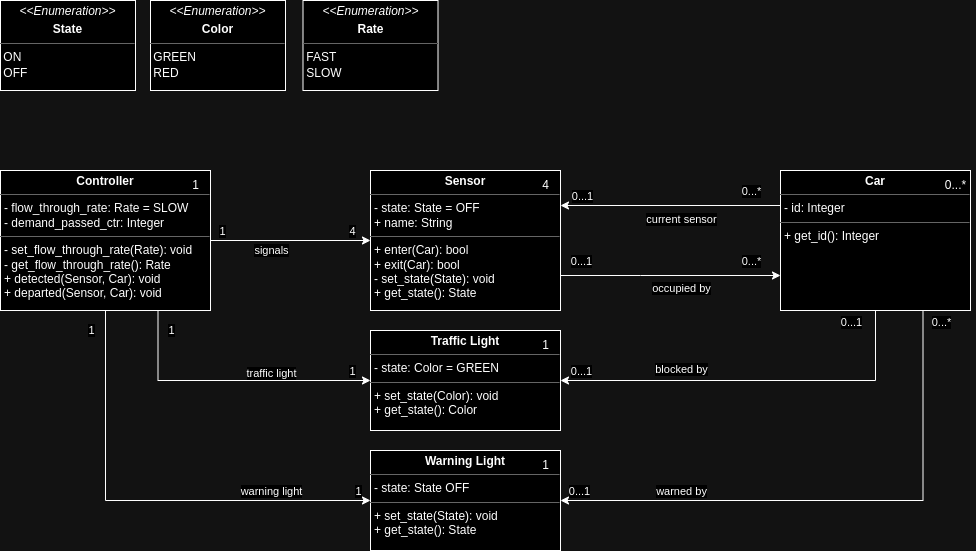 <<Enumeration>>
State
ON
OFF
<<Enumeration>>
Color
GREEN
RED
<<Enumeration>>
Rate
FAST
SLOW
Controller
1
- flow_through_rate: Rate = SLOW
- demand_passed_ctr: Integer
- set_flow_through_rate(Rate): void
- get_flow_through_rate(): Rate
+ detected(Sensor, Car): void
+ departed(Sensor, Car): void
1
4
signals
Sensor
4
- state: State = OFF
+ name: String
+ enter(Car): bool
+ exit(Car): bool
- set_state(State): void
+ get_state(): State
0...1
0...*
current sensor
0...1
0...*
occupied by
Car
0...*
- id: Integer
+ get_id(): Integer
1
1
traffic light
1
Traffic Light
1
- state: Color = GREEN
+ set_state(Color): void
+ get_state(): Color
0...1
blocked by
0...1
0...*
warning light
1
Warning Light
1
- state: State OFF
+ set_state(State): void
+ get_state(): State
0...1
warned by